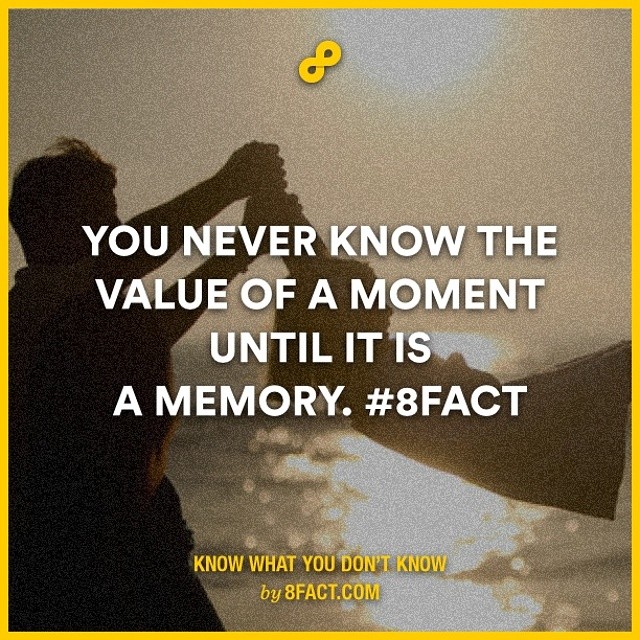 YOU NEVER KNOW THE
VALUE OF A MOMENT
UNTIL IT IS
A MEMORY. #8FACT
KNOW WHAT YOU DON'T KNOW
by 8FACT.COM